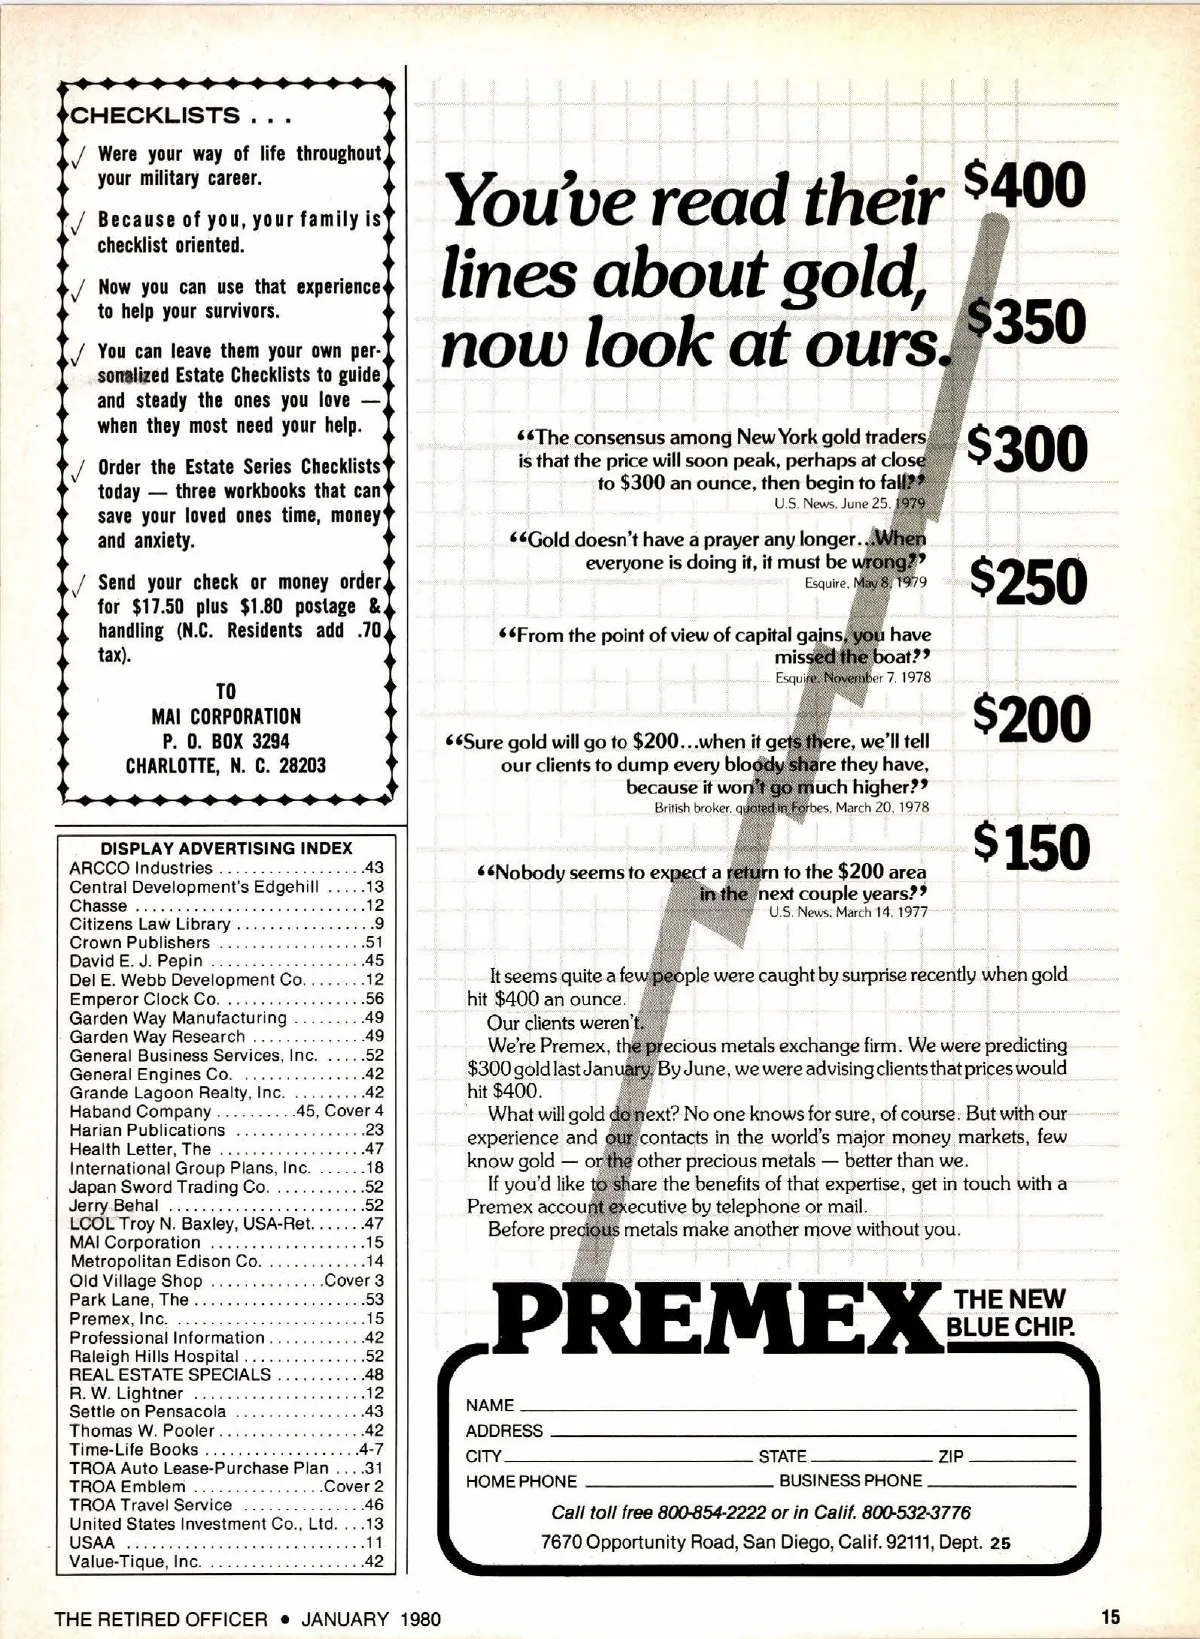 CHECKLISTS . . .
√ Were your way of life throughout
your military career.
√ Because of you, your family is
checklist oriented.
√ Now you can use that experience
to help your survivors.
√ You can leave them your own per-
sonalized Estate Checklists to guide
and steady the ones you love —
when they most need your help.
√ Order the Estate Series Checklists
today — three workbooks that can
save your loved ones time, money
and anxiety.
√ Send your check or money order
for $17.50 plus $1.80 postage &
handling (N.C. Residents add .70
tax).
TO
MAI CORPORATION
P. O. BOX 3294
CHARLOTTE, N. C. 28203
DISPLAY ADVERTISING INDEX
ARCCO Industries . . . . . . . . . . . . . . . . .43
Central Development's Edgehill . . . . .13
Chasse . . . . . . . . . . . . . . . . . . . . . . . . . . .12
Citizens Law Library . . . . . . . . . . . . . . . .9
Crown Publishers . . . . . . . . . . . . . . . . .51
David E. J. Pepin . . . . . . . . . . . . . . . . . .45
Del E. Webb Development Co. . . . . . . .12
Emperor Clock Co. . . . . . . . . . . . . . . . .56
Garden Way Manufacturing . . . . . . . . .49
Garden Way Research . . . . . . . . . . . . .49
General Business Services, Inc. . . . . .52
General Engines Co. . . . . . . . . . . . . . .42
Grande Lagoon Realty, Inc. . . . . . . . . .42
Haband Company . . . . . . . . . .45, Cover 4
Harian Publications . . . . . . . . . . . . . . .23
Health Letter, The . . . . . . . . . . . . . . . . .47
International Group Plans, Inc. . . . . . . .18
Japan Sword Trading Co. . . . . . . . . . . .52
Jerry Behal . . . . . . . . . . . . . . . . . . . . . . .52
LCOL Troy N. Baxley, USA-Ret. . . . . . .47
MAI Corporation . . . . . . . . . . . . . . . . . .15
Metropolitan Edison Co. . . . . . . . . . . . .14
Old Village Shop . . . . . . . . . . . . .Cover 3
Park Lane, The . . . . . . . . . . . . . . . . . . . .53
Premex, Inc. . . . . . . . . . . . . . . . . . . . . . .15
Professional Information . . . . . . . . . . . .42
Raleigh Hills Hospital . . . . . . . . . . . . . . .52
REAL ESTATE SPECIALS . . . . . . . . . . .48
R. W. Lightner . . . . . . . . . . . . . . . . . . . .12
Settle on Pensacola . . . . . . . . . . . . . . .43
Thomas W. Pooler . . . . . . . . . . . . . . . . .42
Time-Life Books . . . . . . . . . . . . . . . . . .4-7
TROA Auto Lease-Purchase Plan . . . .31
TROA Emblem . . . . . . . . . . . . . . .Cover 2
TROA Travel Service . . . . . . . . . . . . . .46
United States Investment Co., Ltd. . . .13
USAA . . . . . . . . . . . . . . . . . . . . . . . . . . . .11
Value-Tique, Inc. . . . . . . . . . . . . . . . . . .42
You've read their
lines about gold,
now look at ours.
$400
$350
$300
$250
$200
$150
“The consensus among New York gold traders
is that the price will soon peak, perhaps at close
to $300 an ounce, then begin to fall.”
U.S. News, June 25, 1979
“Gold doesn't have a prayer any longer...When
everyone is doing it, it must be wrong.”
Esquire, May 8, 1979
“From the point of view of capital gains, you have
missed the boat.”
Esquire, November 7, 1978
“Sure gold will go to $200...when it gets there, we'll tell
our clients to dump every bloody share they have,
because it won't go much higher.”
British broker, quoted in Forbes, March 20, 1978
“Nobody seems to expect a return to the $200 area
in the next couple years.”
U.S. News, March 14, 1977
It seems quite a few people were caught by surprise recently when gold
hit $400 an ounce.
Our clients weren't.
We're Premex, the precious metals exchange firm. We were predicting
$300 gold last January. By June, we were advising clients that prices would
hit $400.
What will gold do next? No one knows for sure, of course. But with our
experience and our contacts in the world's major money markets, few
know gold — or the other precious metals — better than we.
If you'd like to share the benefits of that expertise, get in touch with a
Premex account executive by telephone or mail.
Before precious metals make another move without you.
PREMEX THE NEW
BLUE CHIP.
NAME
ADDRESS
CITY STATE ZIP
HOME PHONE BUSINESS PHONE
Call toll free 800-854-2222 or in Calif. 800-532-3776
7670 Opportunity Road, San Diego, Calif. 92111, Dept. 25
THE RETIRED OFFICER • JANUARY 1980
15